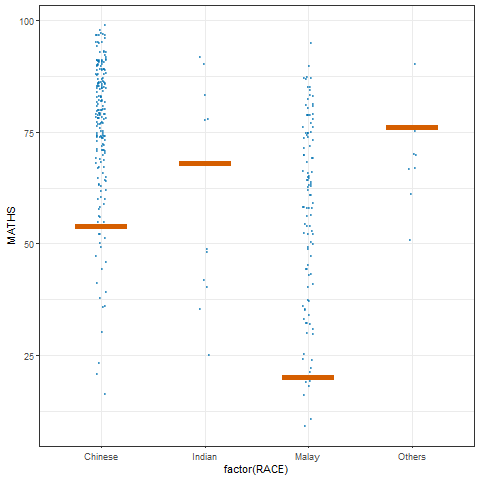 100
75
50
25
MATHS
Chinese
Indian
Malay
Others
factor(RACE)